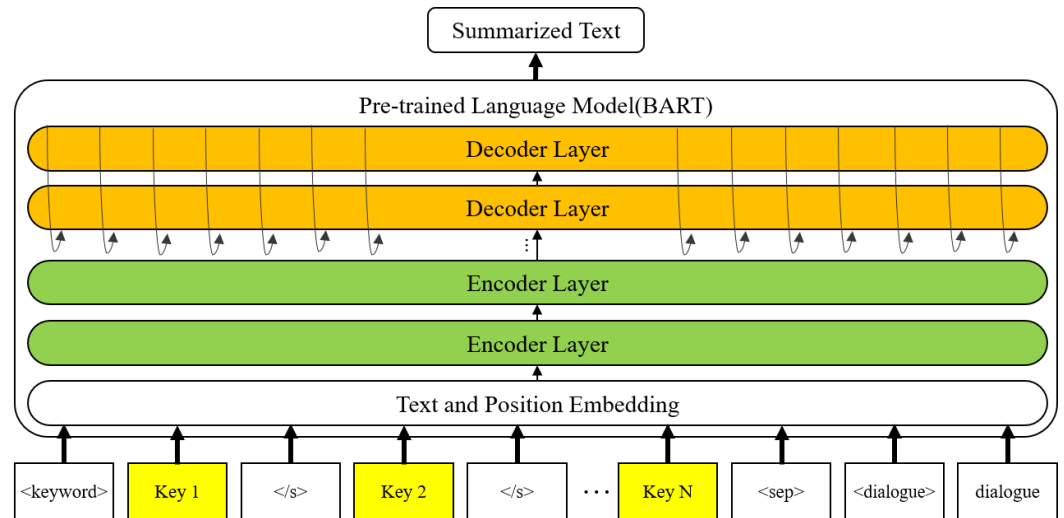 Summarized Text
Pre-trained Language Model(BART)
Decoder Layer
Decoder Layer
⋮
Encoder Layer
Encoder Layer
Text and Position Embedding
<keyword> Key 1 </s> Key 2 </s> ··· Key N <sep> <dialogue> dialogue